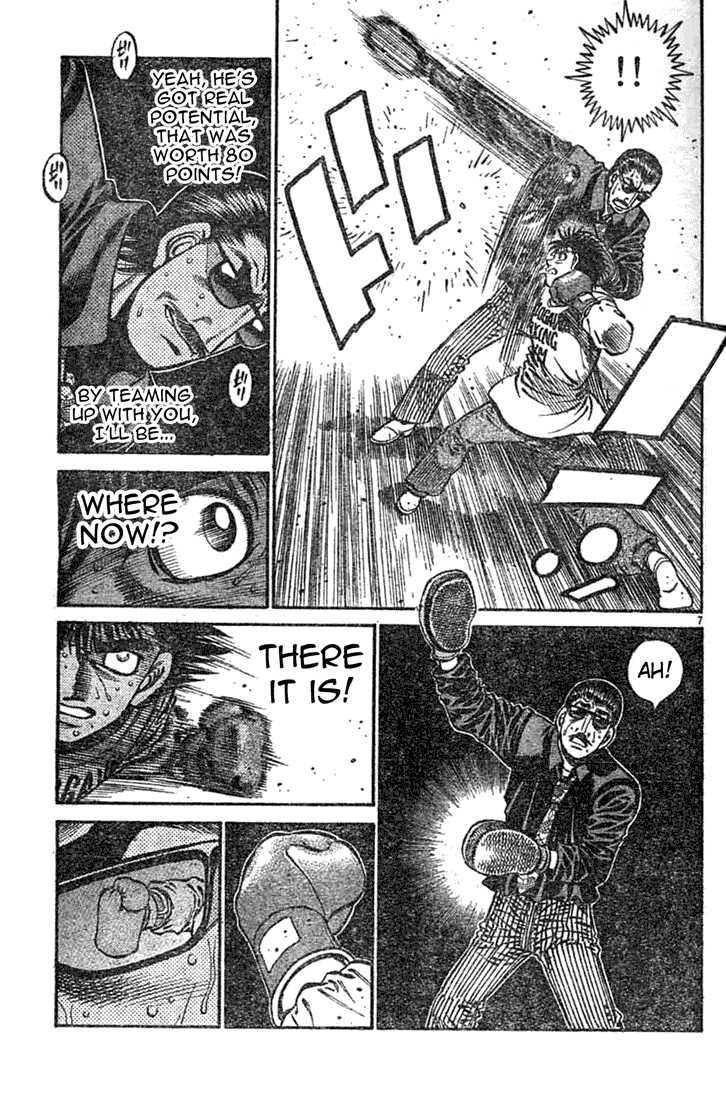 !!
7
YEAH, HE'S
GOT REAL
POTENTIAL,
THAT WAS
WORTH 80
POINTS!
BY TEAMING
UP WITH YOU,
I'LL BE...
WHERE
NOW!?
AH!
THERE
IT IS!